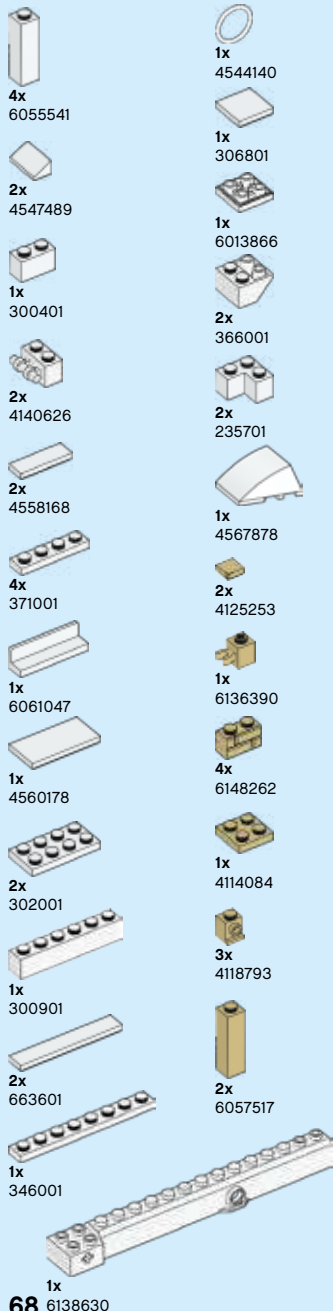 4x
6055541
2x
4547489
1x
300401
2x
4140626
2x
4558168
4x
371001
1x
6061047
1x
4560178
2x
302001
1x
300901
2x
663601
1x
346001
1x
4544140
1x
306801
1x
6013866
2x
366001
2x
235701
1x
4567878
2x
4125253
1x
6136390
4x
6148262
1x
4114084
3x
4118793
2x
6057517
1x
6138630
68